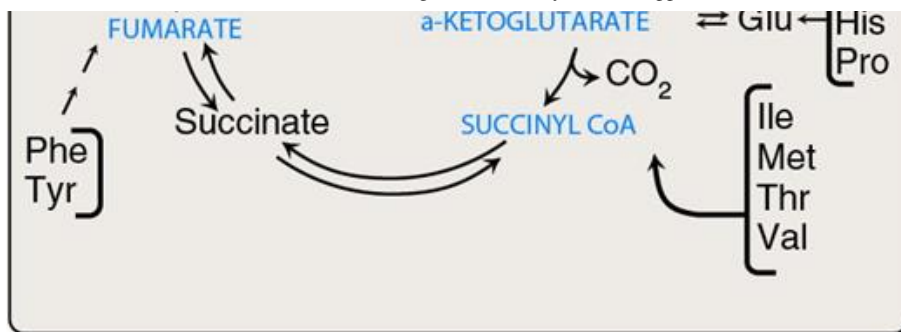 FUMARATE
a-KETOGLUTARATE
Glu
His
Pro
CO2
Succinate
SUCCINYL CoA
Phe
Tyr
Ile
Met
Thr
Val